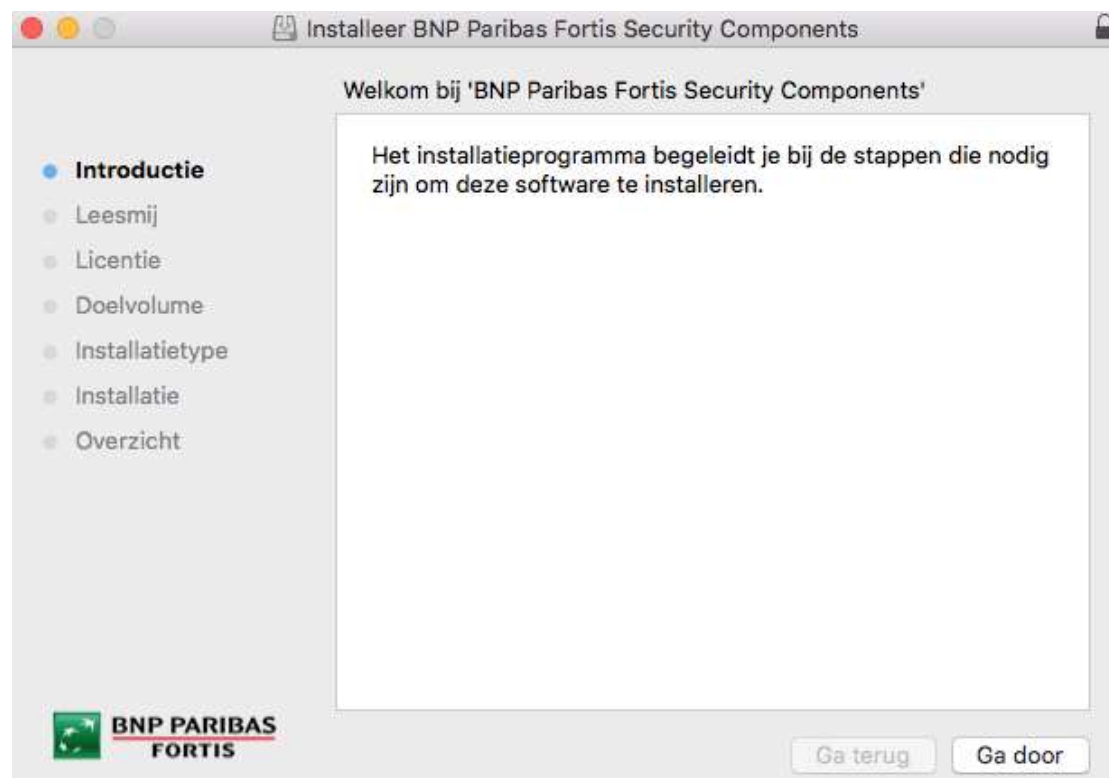 Installeer BNP Paribas Fortis Security Components
Welkom bij 'BNP Paribas Fortis Security Components'
Introductie
Leesmij
Licentie
Doelvolume
Installatietype
Installatie
Overzicht
Het installatieprogramma begeleidt je bij de stappen die nodig
zijn om deze software te installeren.
BNP PARIBAS
FORTIS
Ga terug
Ga door